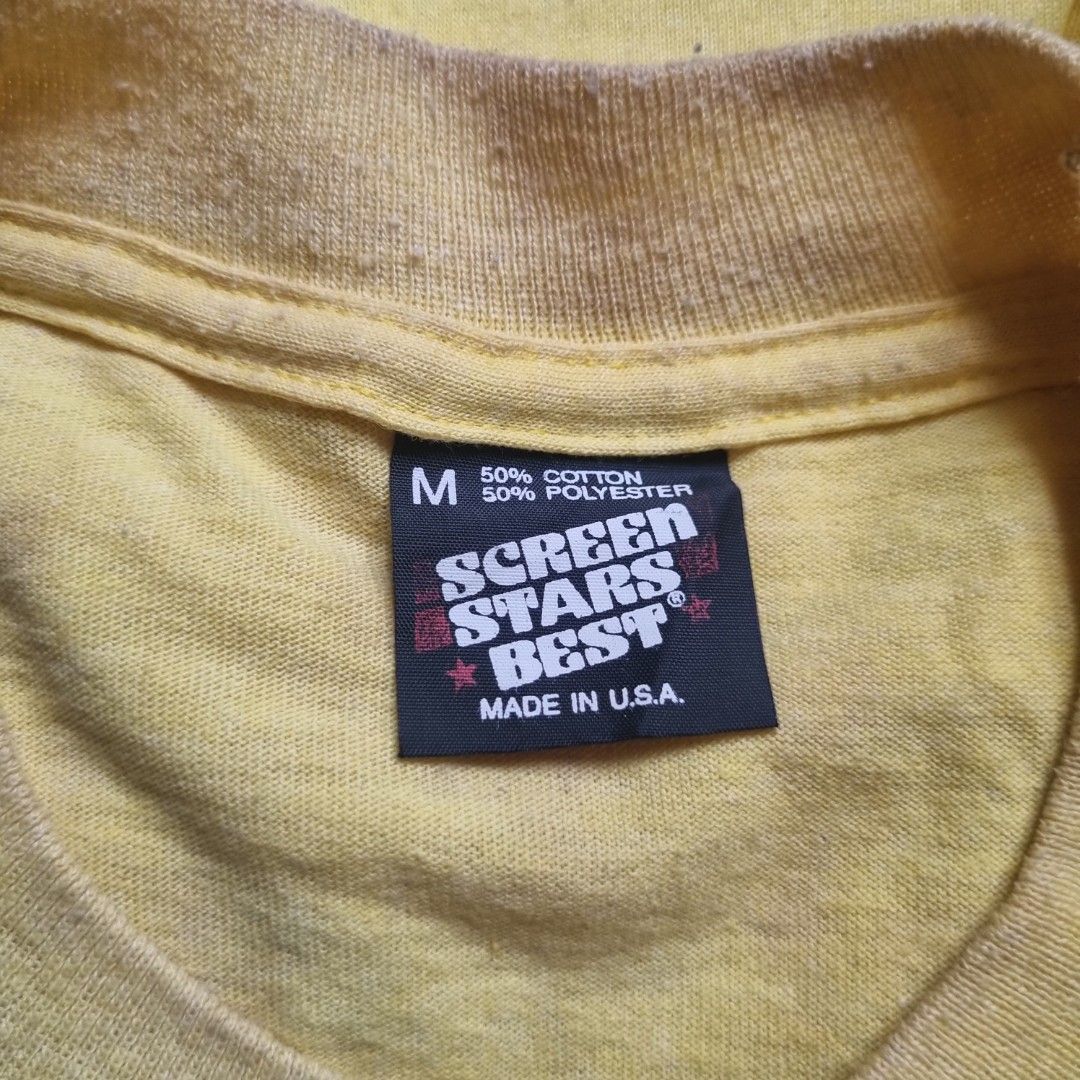 M 50% COTTON
50% POLYESTER
SCREEN
STARS
BEST®
MADE IN U.S.A.